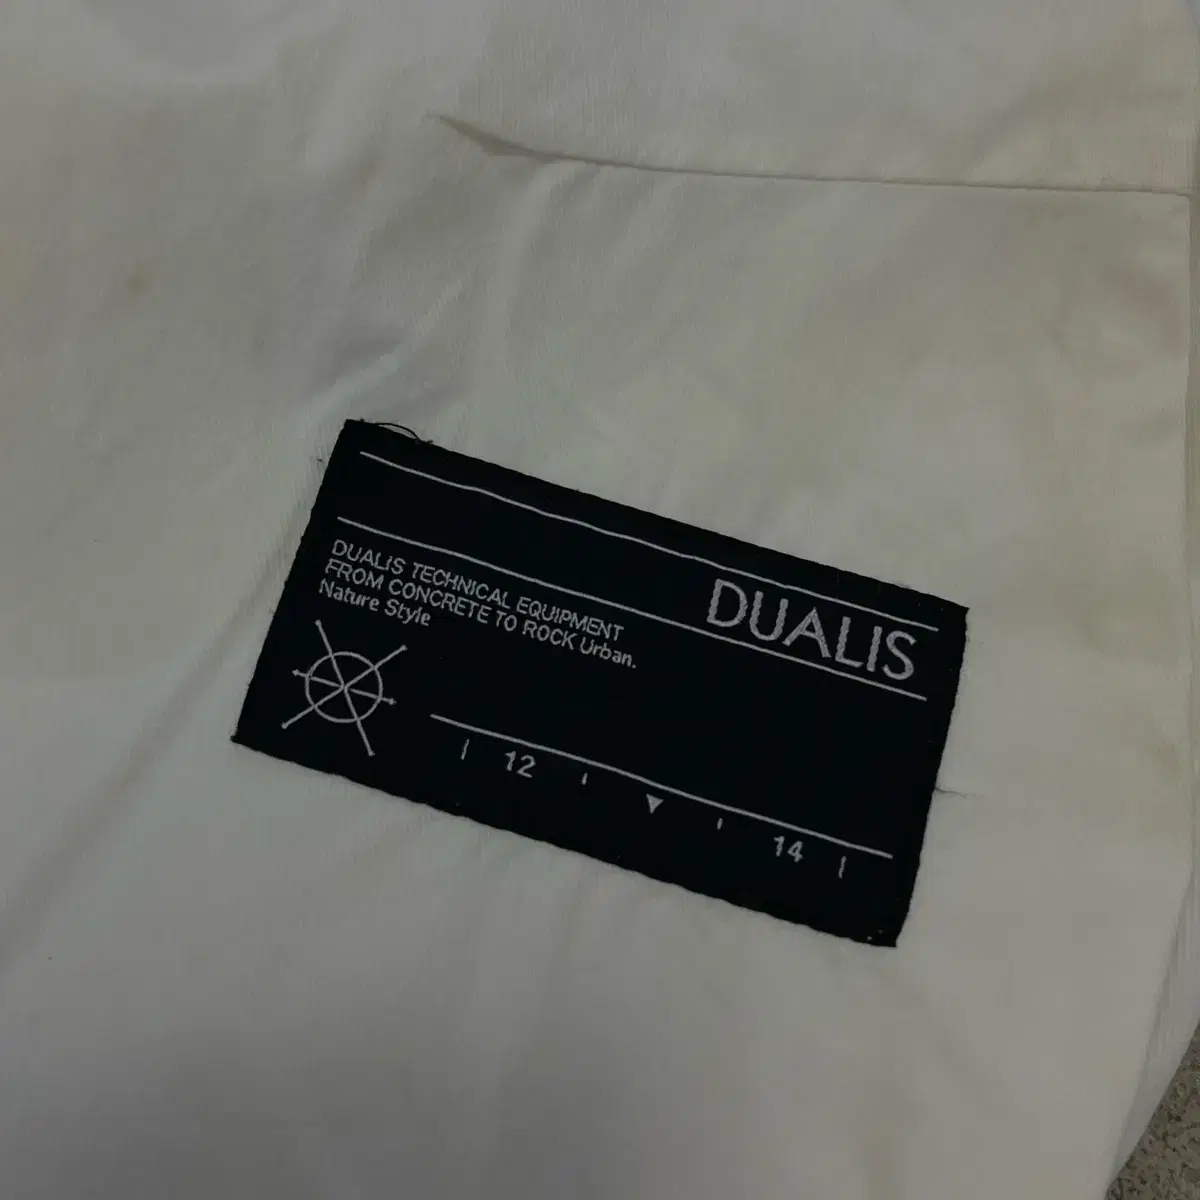 DUALIS
DUALIS TECHNICAL EQUIPMENT
FROM CONCRETE TO ROCK Urban.
Nature Style
12
14